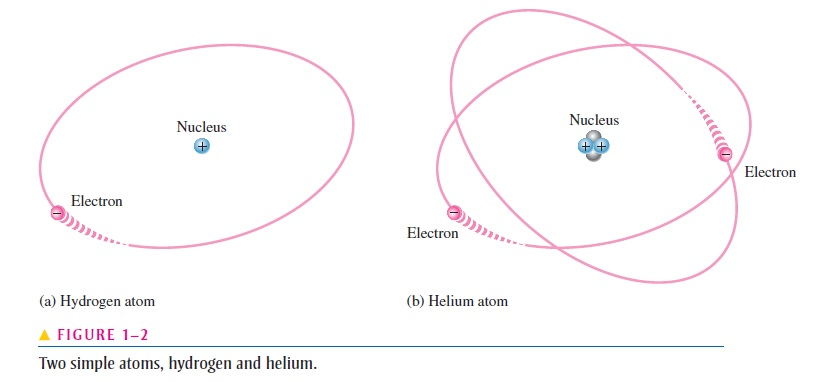 Nucleus
+
Electron
−
(a) Hydrogen atom
Nucleus
+ +
−
Electron
−
Electron
(b) Helium atom
▲ FIGURE 1–2
Two simple atoms, hydrogen and helium.